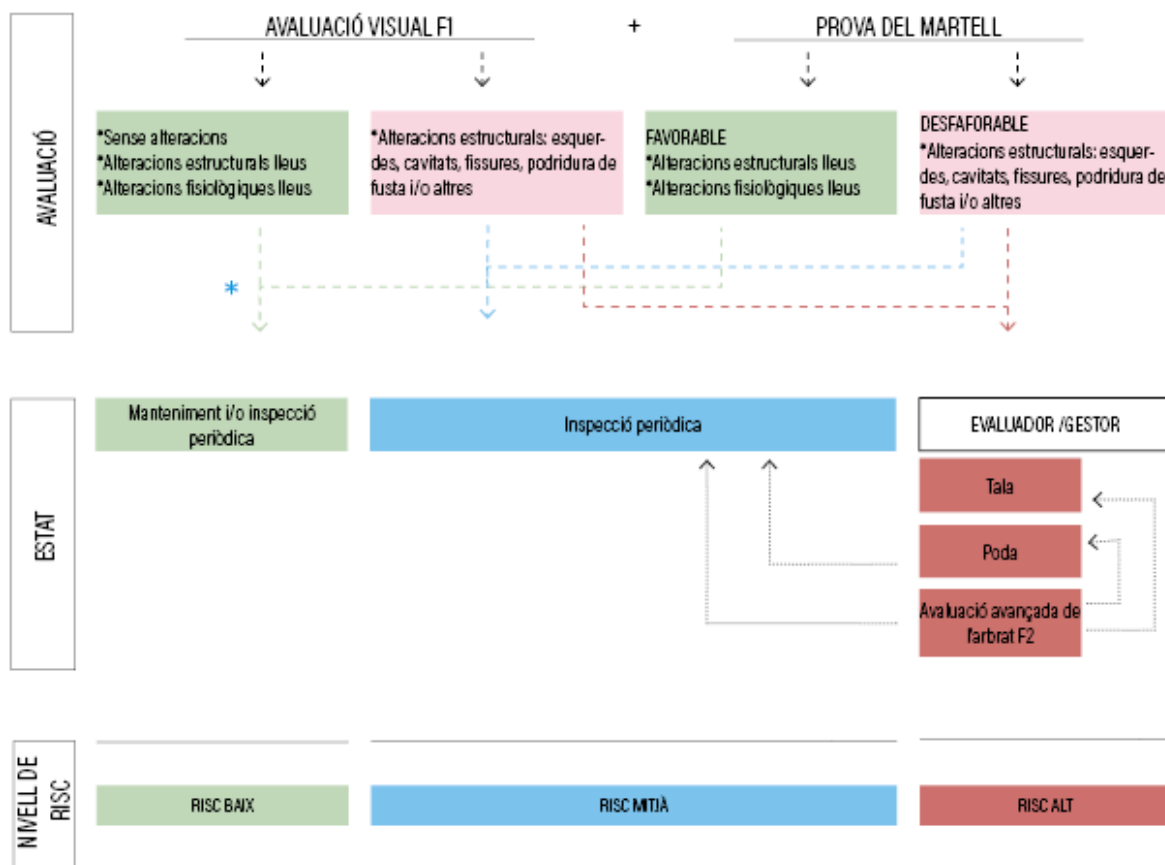 AVALUACIÓ VISUAL F1
+
PROVA DEL MARTELL
AVALUACIÓ
*Sense alteracions
*Alteracions estructurals lleus
*Alteracions fisiològiques lleus
*Alteracions estructurals: esquer-
des, cavitats, fissures, podridura de
fusta i/o altres
FAVORABLE
*Alteracions estructurals lleus
*Alteracions fisiològiques lleus
DESFAFORABLE
*Alteracions estructurals: esquer-
des, cavitats, fissures, podridura de
fusta i/o altres
*
ESTAT
Manteniment i/o inspecció
periòdica
Inspecció periòdica
EVALUADOR /GESTOR
Tala
Poda
Avaluació avançada de
l'arbrat F2
NIVELL DE
RISC
RISC BAIX
RISC MITJÀ
RISC ALT